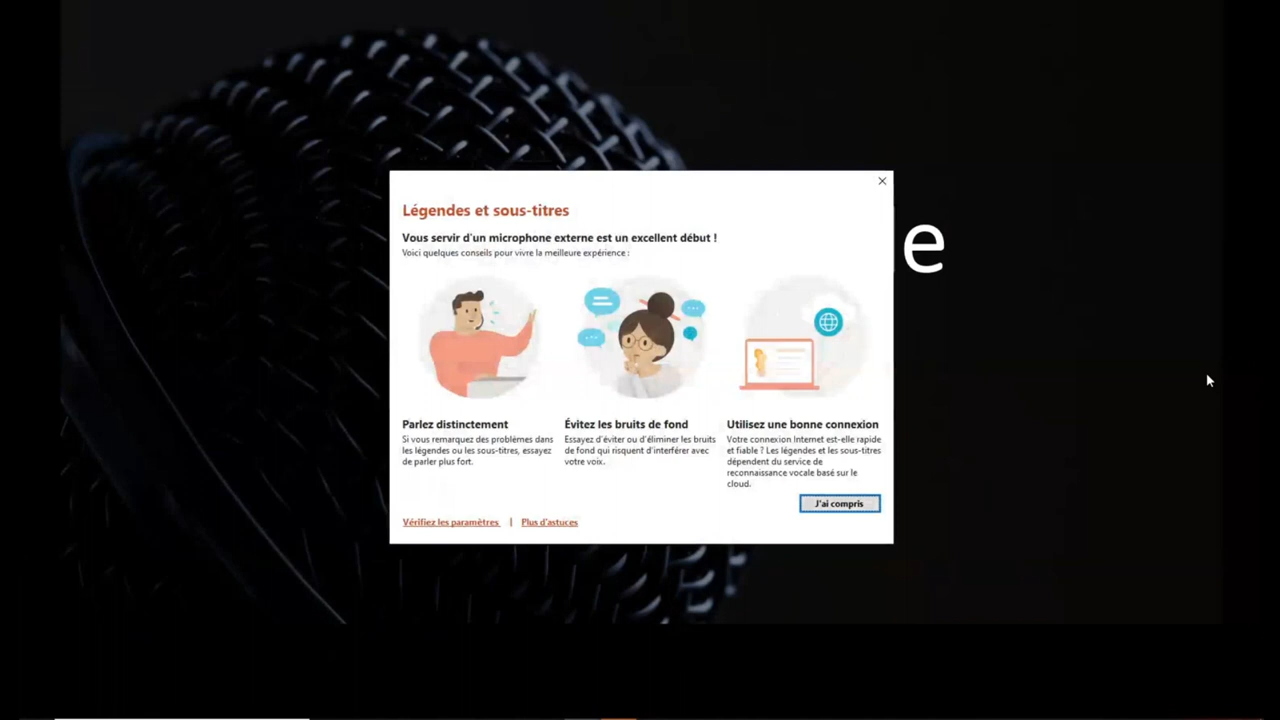 Légendes et sous-titres
Vous servir d'un microphone externe est un excellent début !
Voici quelques conseils pour vivre la meilleure expérience :
e
Parlez distinctement
Si vous remarquez des problèmes dans
les légendes ou les sous-titres, essayez
de parler plus fort.
Évitez les bruits de fond
Essayez d'éviter ou d'éliminer les bruits
de fond qui risquent d'interférer avec
votre voix.
Utilisez une bonne connexion
Votre connexion Internet est-elle rapide
et fiable ? Les légendes et les sous-titres
dépendent du service de
reconnaissance vocale basé sur le
cloud.
J'ai compris
Vérifiez les paramètres | Plus d'astuces